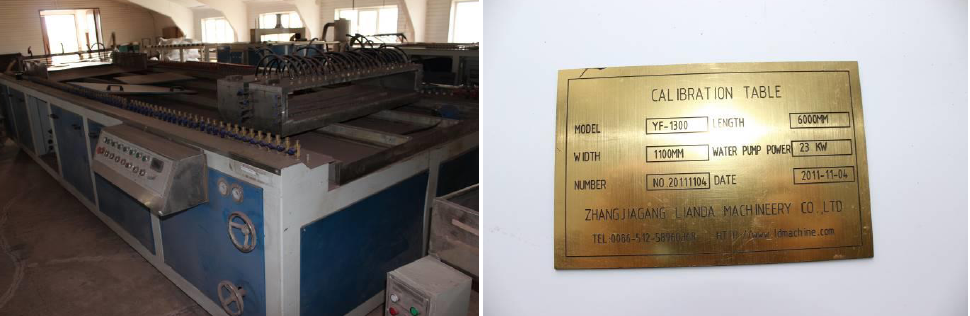 CALIBRATION TABLE
MODEL YF-1300 LENGTH 6000MM
WIDTH 1100MM WATER PUMP POWER 23 KW
NUMBER NO.20111104 DATE 2011-11-04
ZHANGJIAGANG LIANDA MACHINEERY CO.,LTD
HTTP://www.ldmachine.com